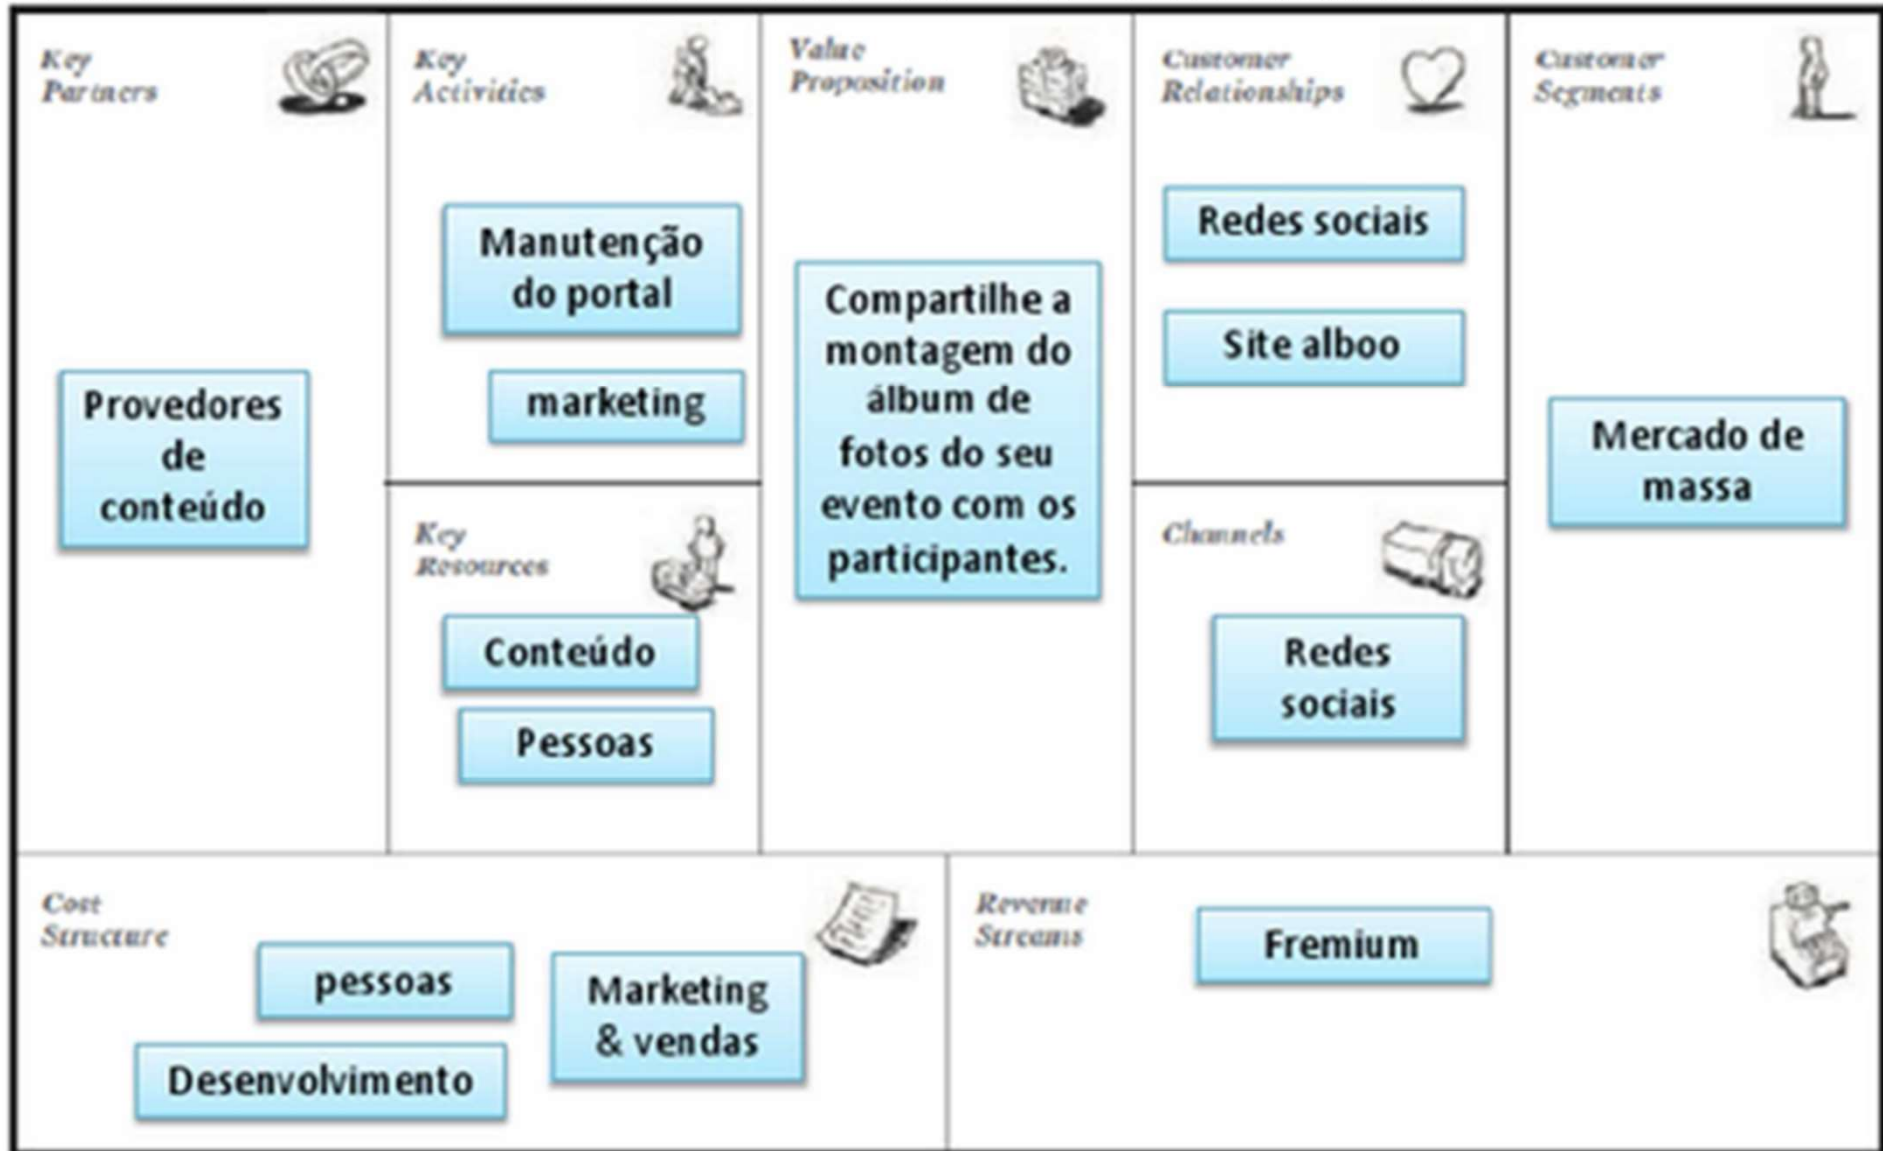 Key
Partners
Provedores
de
conteúdo
Key
Activities
Manutenção
do portal
marketing
Key
Resources
Conteúdo
Pessoas
Value
Proposition
Compartilhe a
montagem do
álbum de
fotos do seu
evento com os
participantes.
Customer
Relationships
Redes sociais
Site alboo
Channels
Redes
sociais
Customer
Segments
Mercado de
massa
Cost
Structure
pessoas
Desenvolvimento
Marketing
& vendas
Revenue
Streams
Fremium